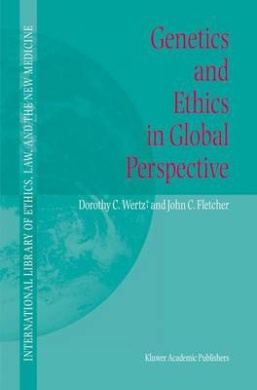 Genetics
and
Ethics
in Global
Perspective
Dorothy C. Wertz† and John C. Fletcher
Kluwer Academic Publishers
INTERNATIONAL LIBRARY OF ETHICS, LAW, AND THE NEW MEDICINE